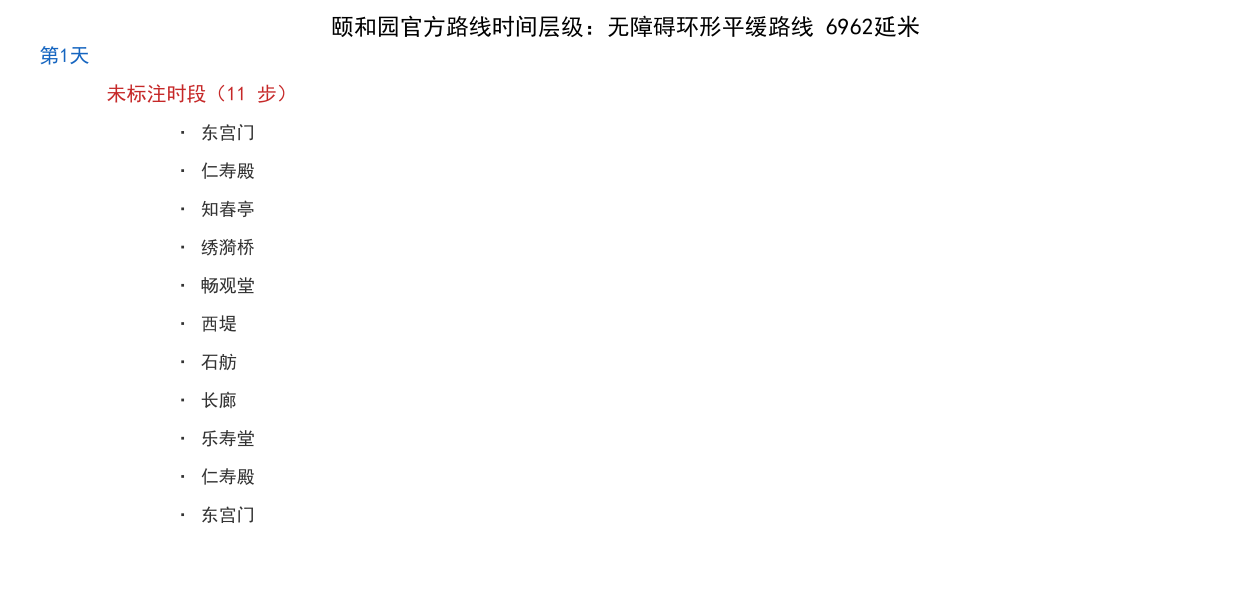 颐和园官方路线时间层级：无障碍环形平缓路线 6962延米
第1天
未标注时段（11 步）
· 东宫门
· 仁寿殿
· 知春亭
· 绣漪桥
· 畅观堂
· 西堤
· 石舫
· 长廊
· 乐寿堂
· 仁寿殿
· 东宫门